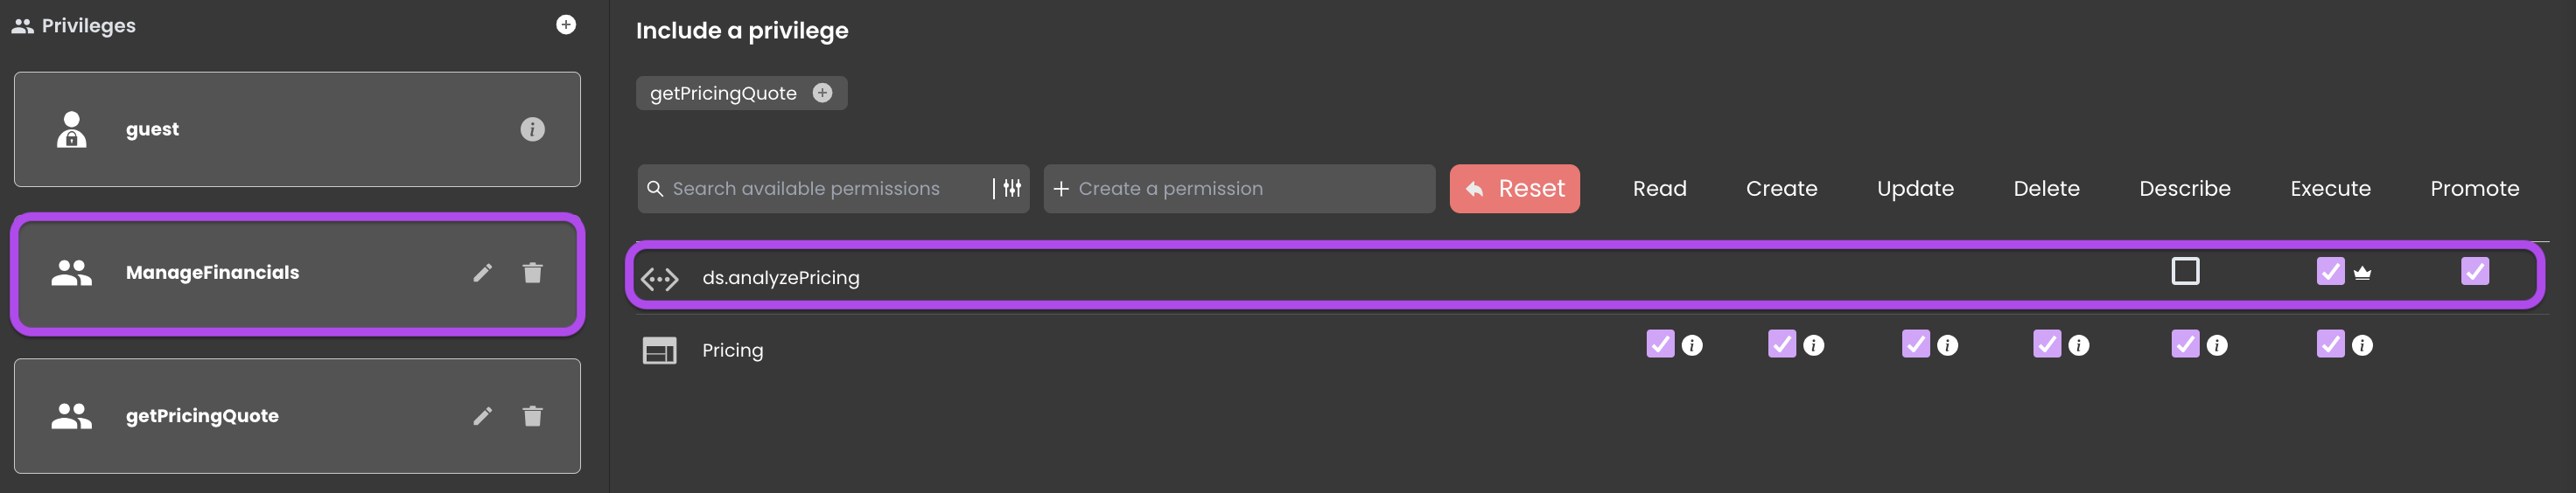 Privileges
guest
ManageFinancials
getPricingQuote
Include a privilege
getPricingQuote
Search available permissions
Create a permission
Reset
Read Create Update Delete Describe Execute Promote
ds.analyzePricing
Pricing